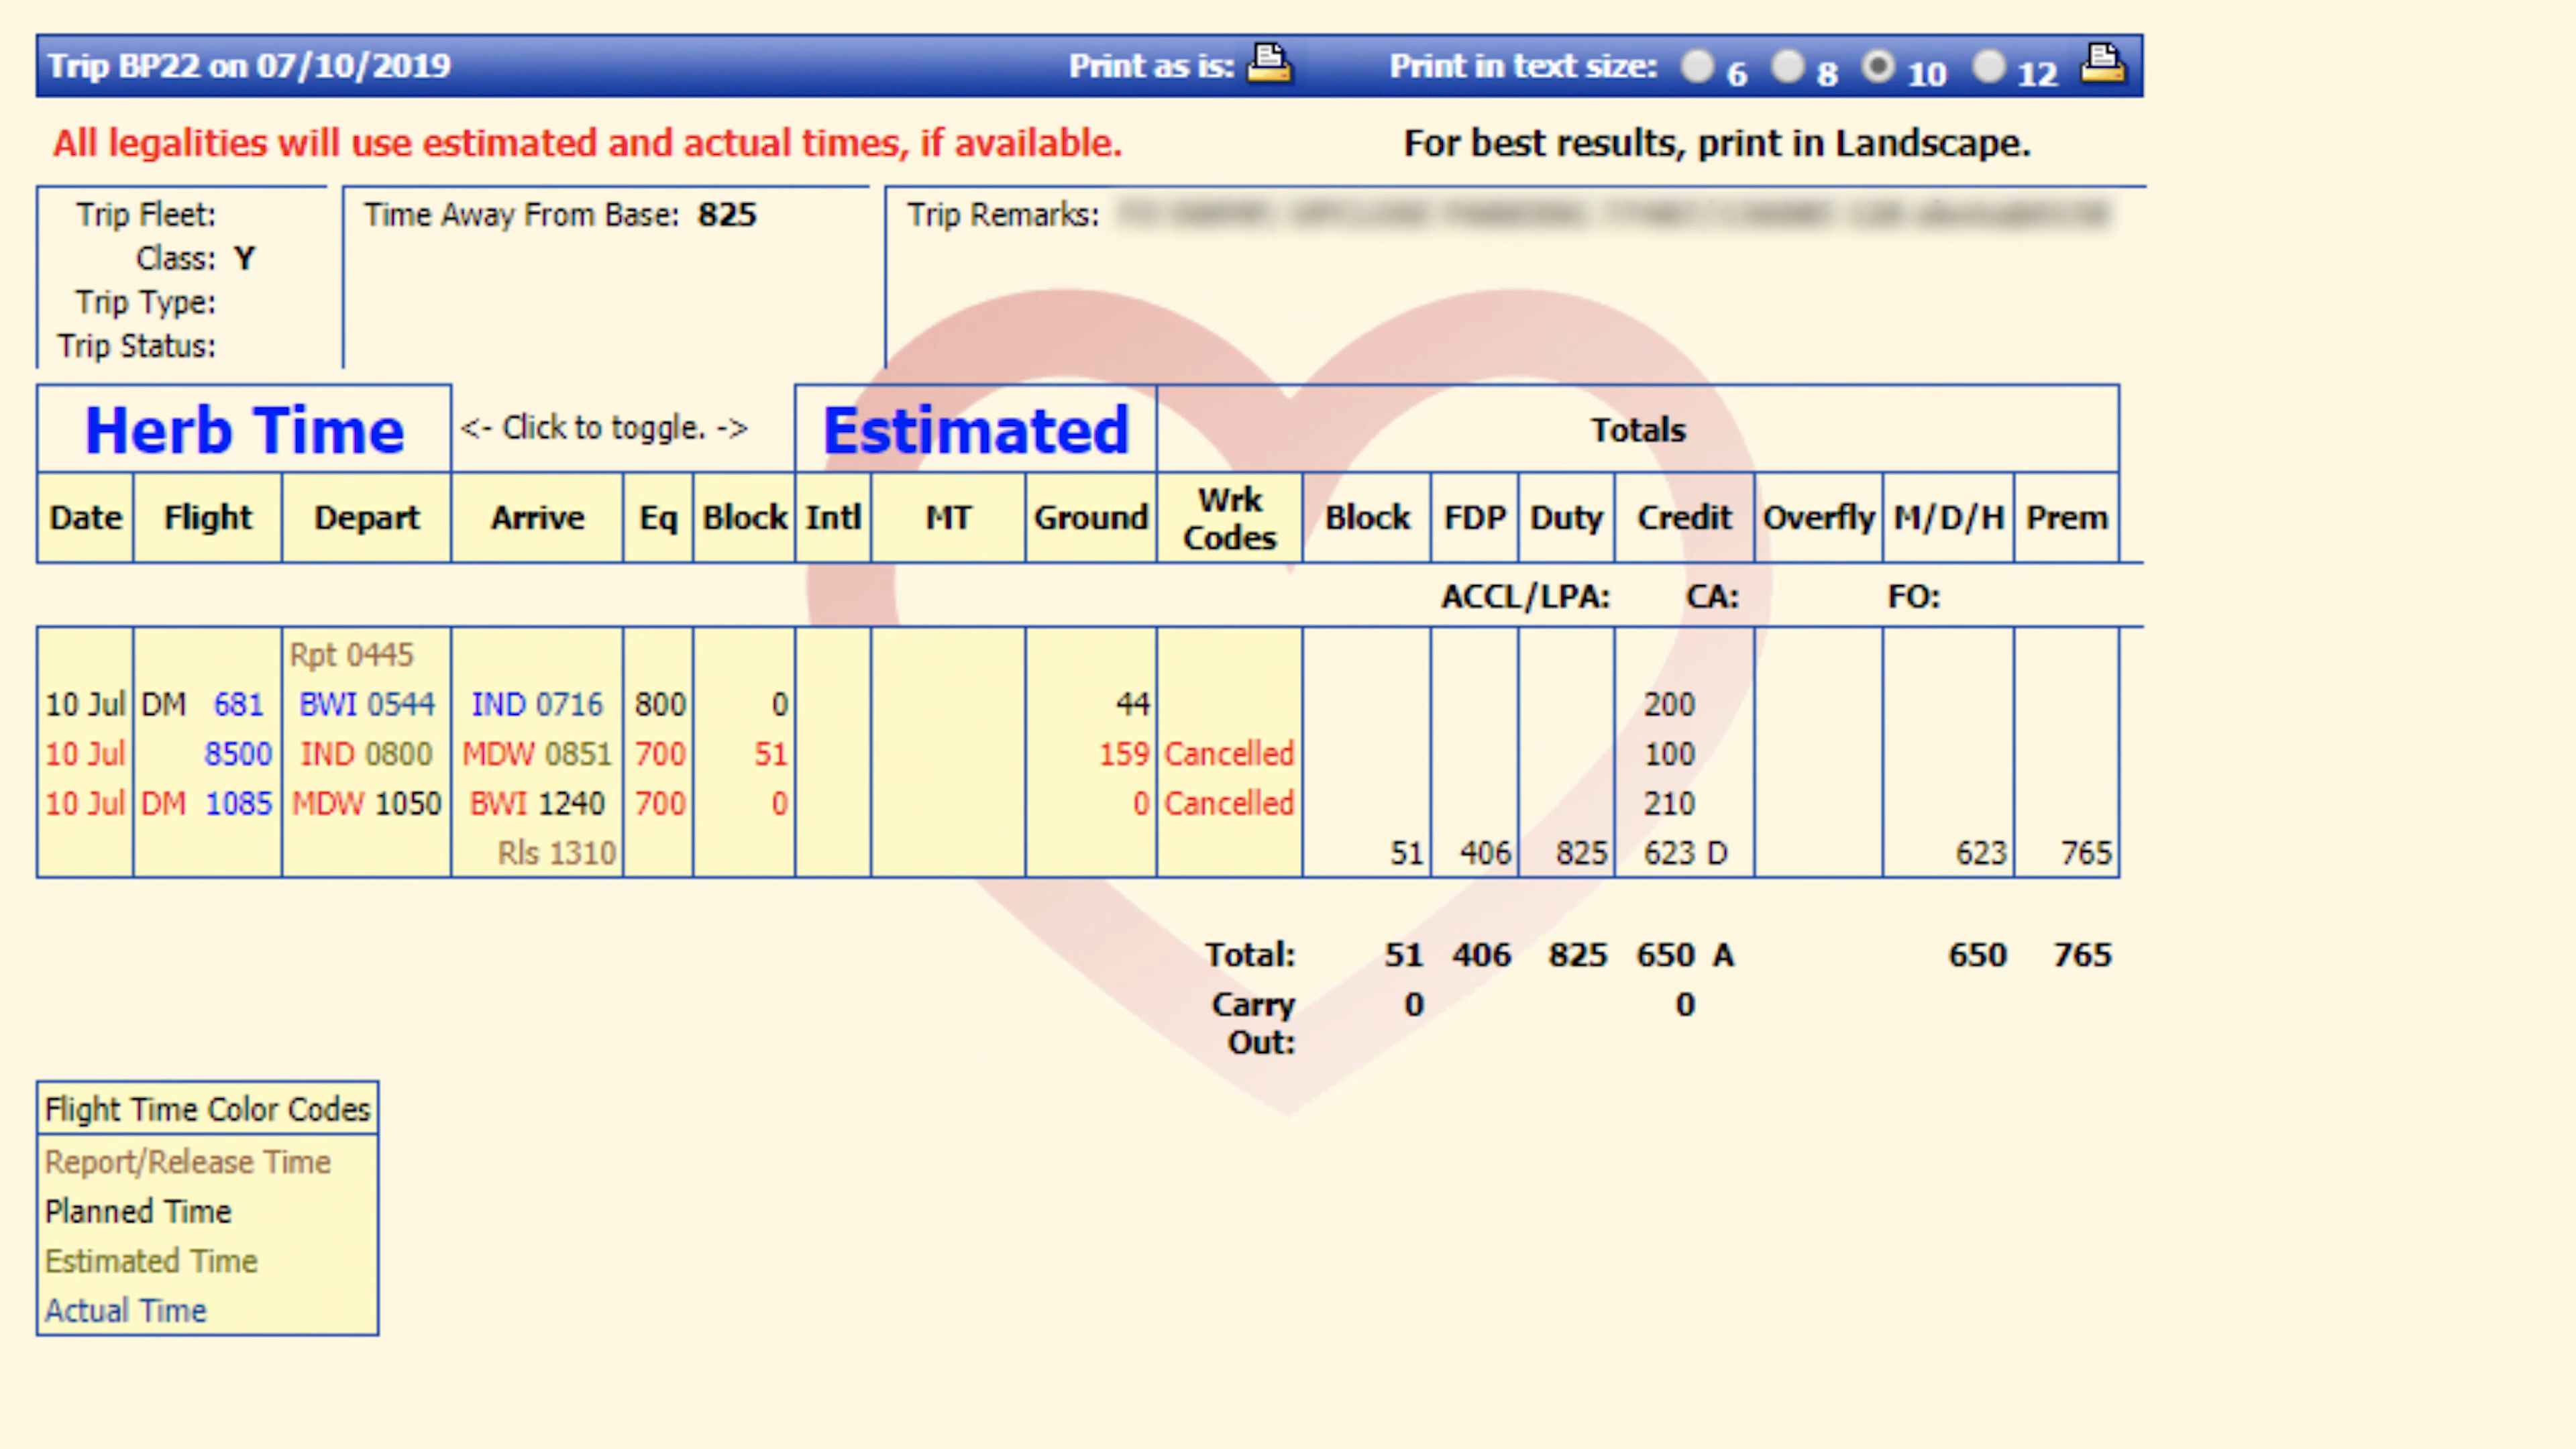 Trip BP22 on 07/10/2019 Print as is: Print in text size: 6 8 10 12
All legalities will use estimated and actual times, if available. For best results, print in Landscape.
Trip Fleet: Time Away From Base: 825 Trip Remarks:
Class: Y
Trip Type:
Trip Status:
Herb Time <- Click to toggle. -> Estimated Totals
Date Flight Depart Arrive Eq Block Intl MT Ground Wrk Codes Block FDP Duty Credit Overfly M/D/H Prem
ACCL/LPA: CA: FO:
Rpt 0445
10 Jul DM 681 BWI 0544 IND 0716 800 0 44 200
10 Jul 8500 IND 0800 MDW 0851 700 51 159 Cancelled 100
10 Jul DM 1085 MDW 1050 BWI 1240 700 0 0 Cancelled 210
Rls 1310 51 406 825 623 D 623 765
Total: 51 406 825 650 A 650 765
Carry Out: 0 0
Flight Time Color Codes
Report/Release Time
Planned Time
Estimated Time
Actual Time